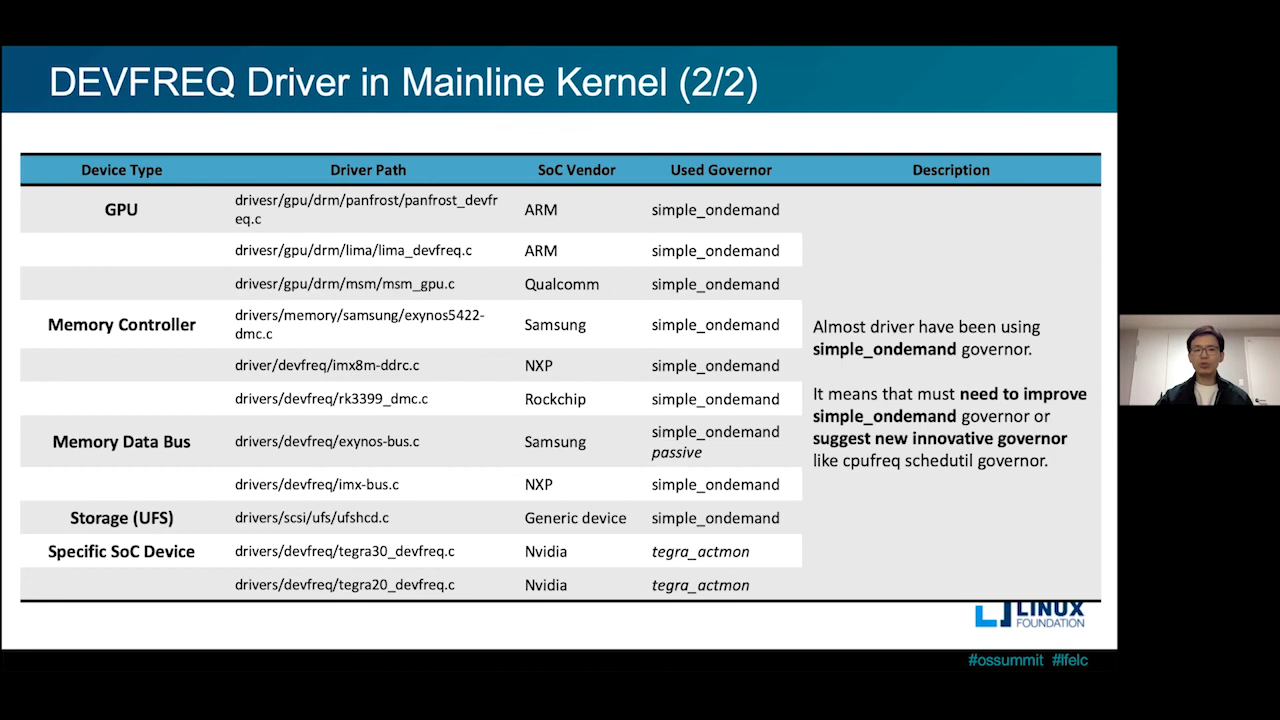 DEVFREQ Driver in Mainline Kernel (2/2)
Device Type Driver Path SoC Vendor Used Governor Description
GPU drivesr/gpu/drm/panfrost/panfrost_devfr
eq.c ARM simple_ondemand
drivesr/gpu/drm/lima/lima_devfreq.c ARM simple_ondemand
drivesr/gpu/drm/msm/msm_gpu.c Qualcomm simple_ondemand
Memory Controller drivers/memory/samsung/exynos5422-
dmc.c Samsung simple_ondemand
driver/devfreq/imx8m-ddrc.c NXP simple_ondemand
drivers/devfreq/rk3399_dmc.c Rockchip simple_ondemand
Memory Data Bus drivers/devfreq/exynos-bus.c Samsung simple_ondemand
passive
drivers/devfreq/imx-bus.c NXP simple_ondemand
Storage (UFS) drivers/scsi/ufs/ufshcd.c Generic device simple_ondemand
Specific SoC Device drivers/devfreq/tegra30_devfreq.c Nvidia tegra_actmon
drivers/devfreq/tegra20_devfreq.c Nvidia tegra_actmon
Almost driver have been using
simple_ondemand governor.
It means that must need to improve
simple_ondemand governor or
suggest new innovative governor
like cpufreq schedutil governor.
LINUX
FOUNDATION
#ossummit #lfelc